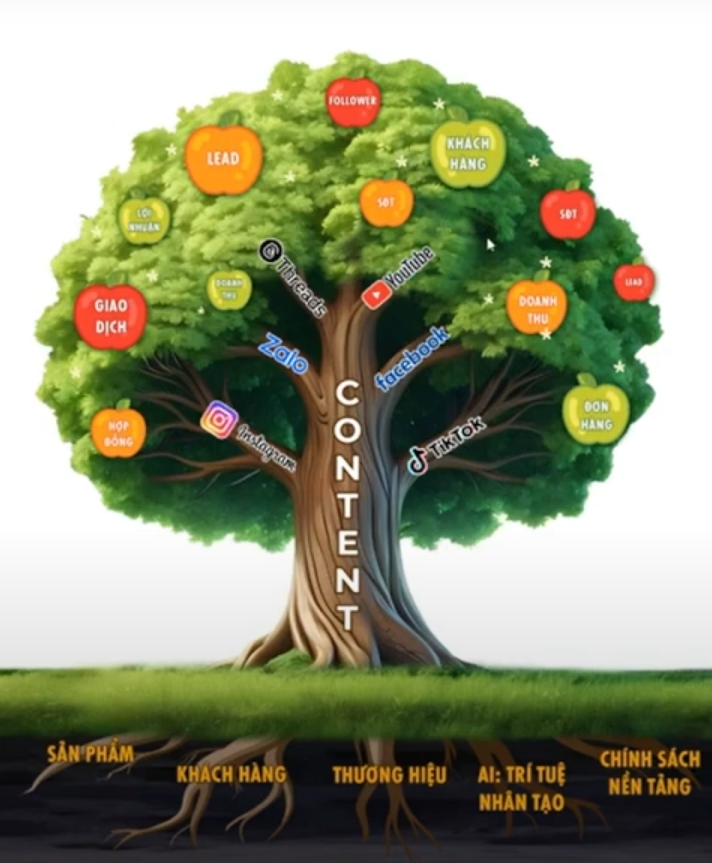 FOLLOWER
LEAD
KHÁCH
HÀNG
SĐT
LỢI
NHUẬN
SĐT
Threads
YouTube
DOANH
THU
LEAD
GIAO
DỊCH
DOANH
THU
Zalo
facebook
CONTENT
HỢP
ĐỒNG
Instagram
TikTok
ĐƠN
HÀNG
SẢN PHẨM
KHÁCH HÀNG
THƯƠNG HIỆU
AI: TRÍ TUỆ
NHÂN TẠO
CHÍNH SÁCH
NỀN TẢNG